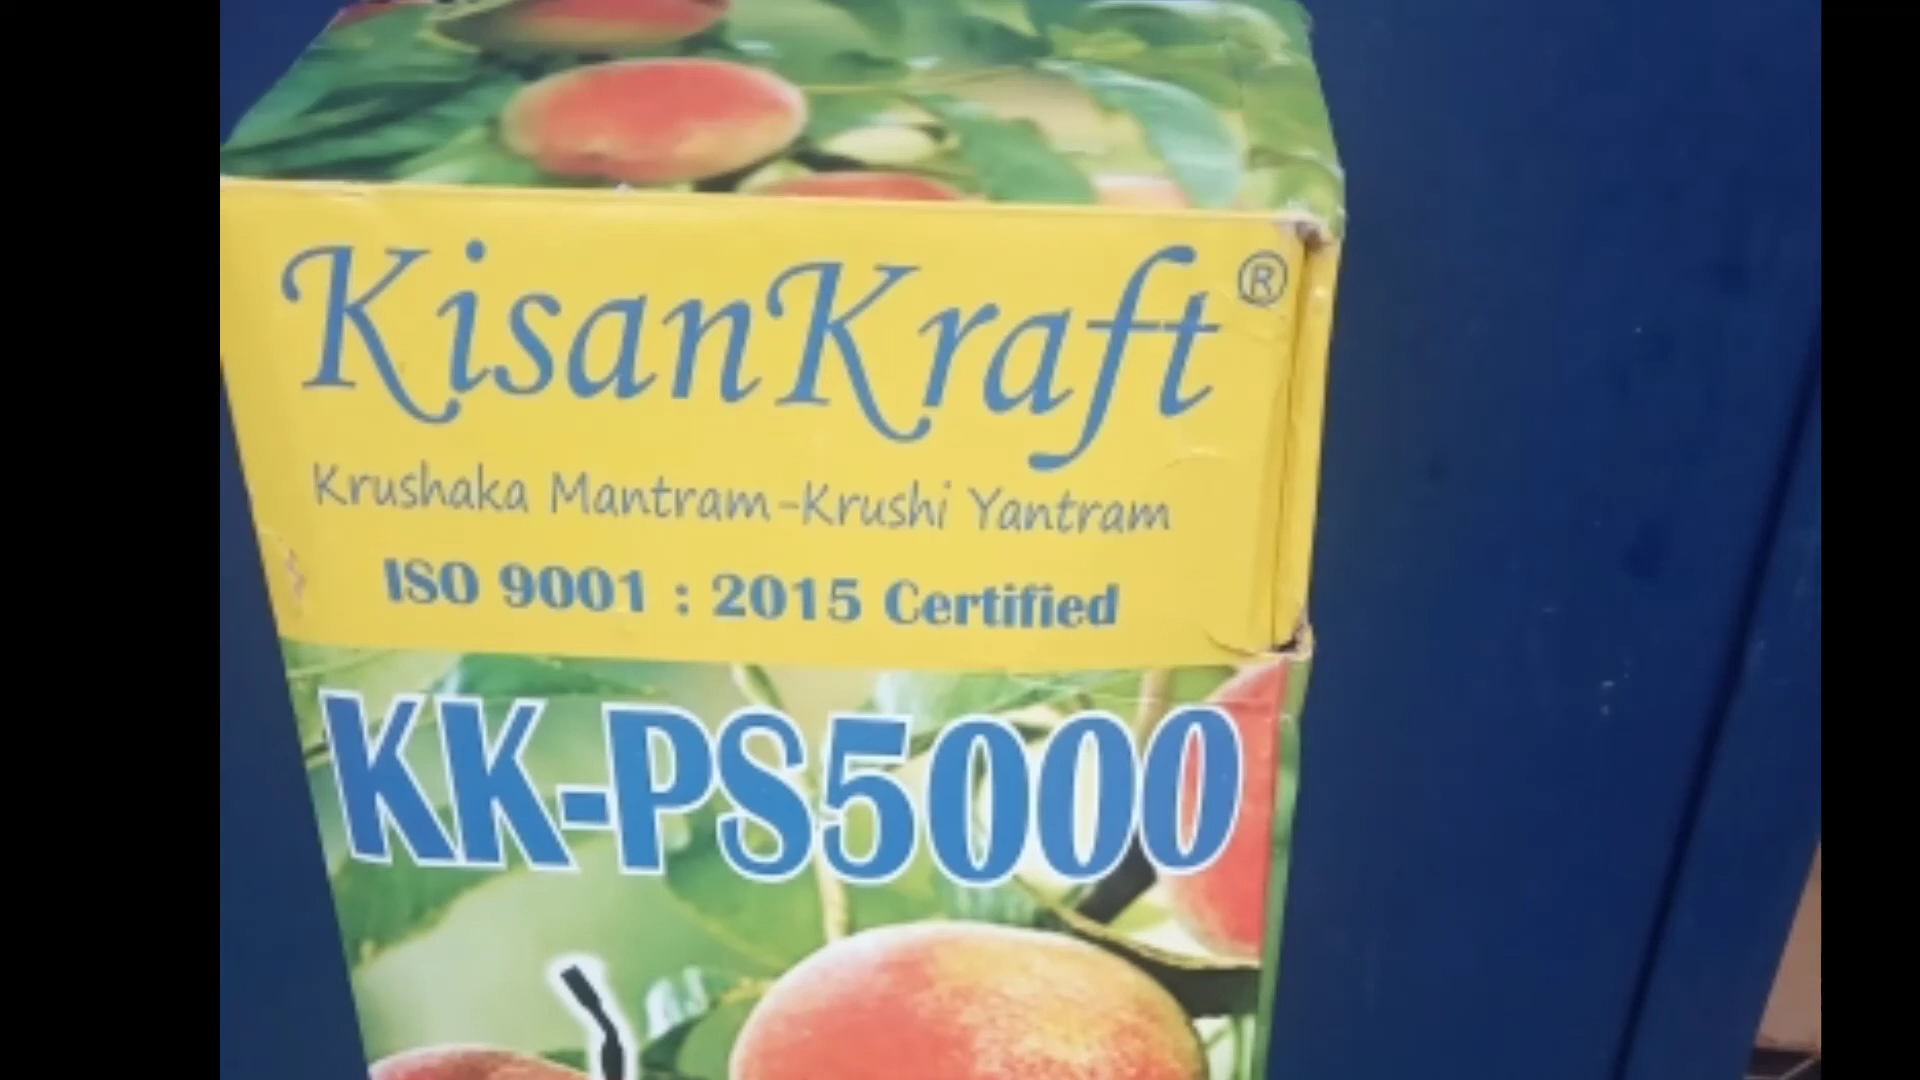 KisanKraft®
Krushaka Mantram-Krushi Yantram
ISO 9001 : 2015 Certified
KK-PS5000